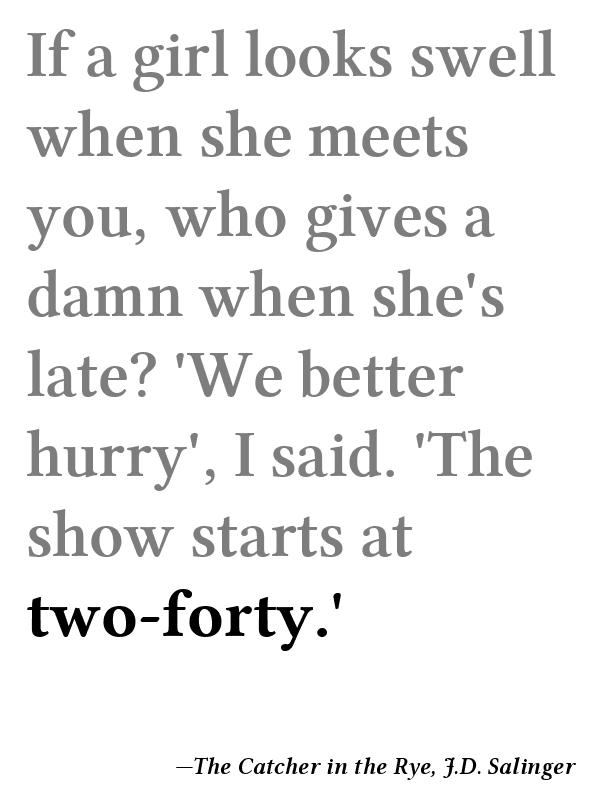 If a girl looks swell
when she meets
you, who gives a
damn when she's
late? 'We better
hurry', I said. 'The
show starts at
two-forty.'
—The Catcher in the Rye, J.D. Salinger